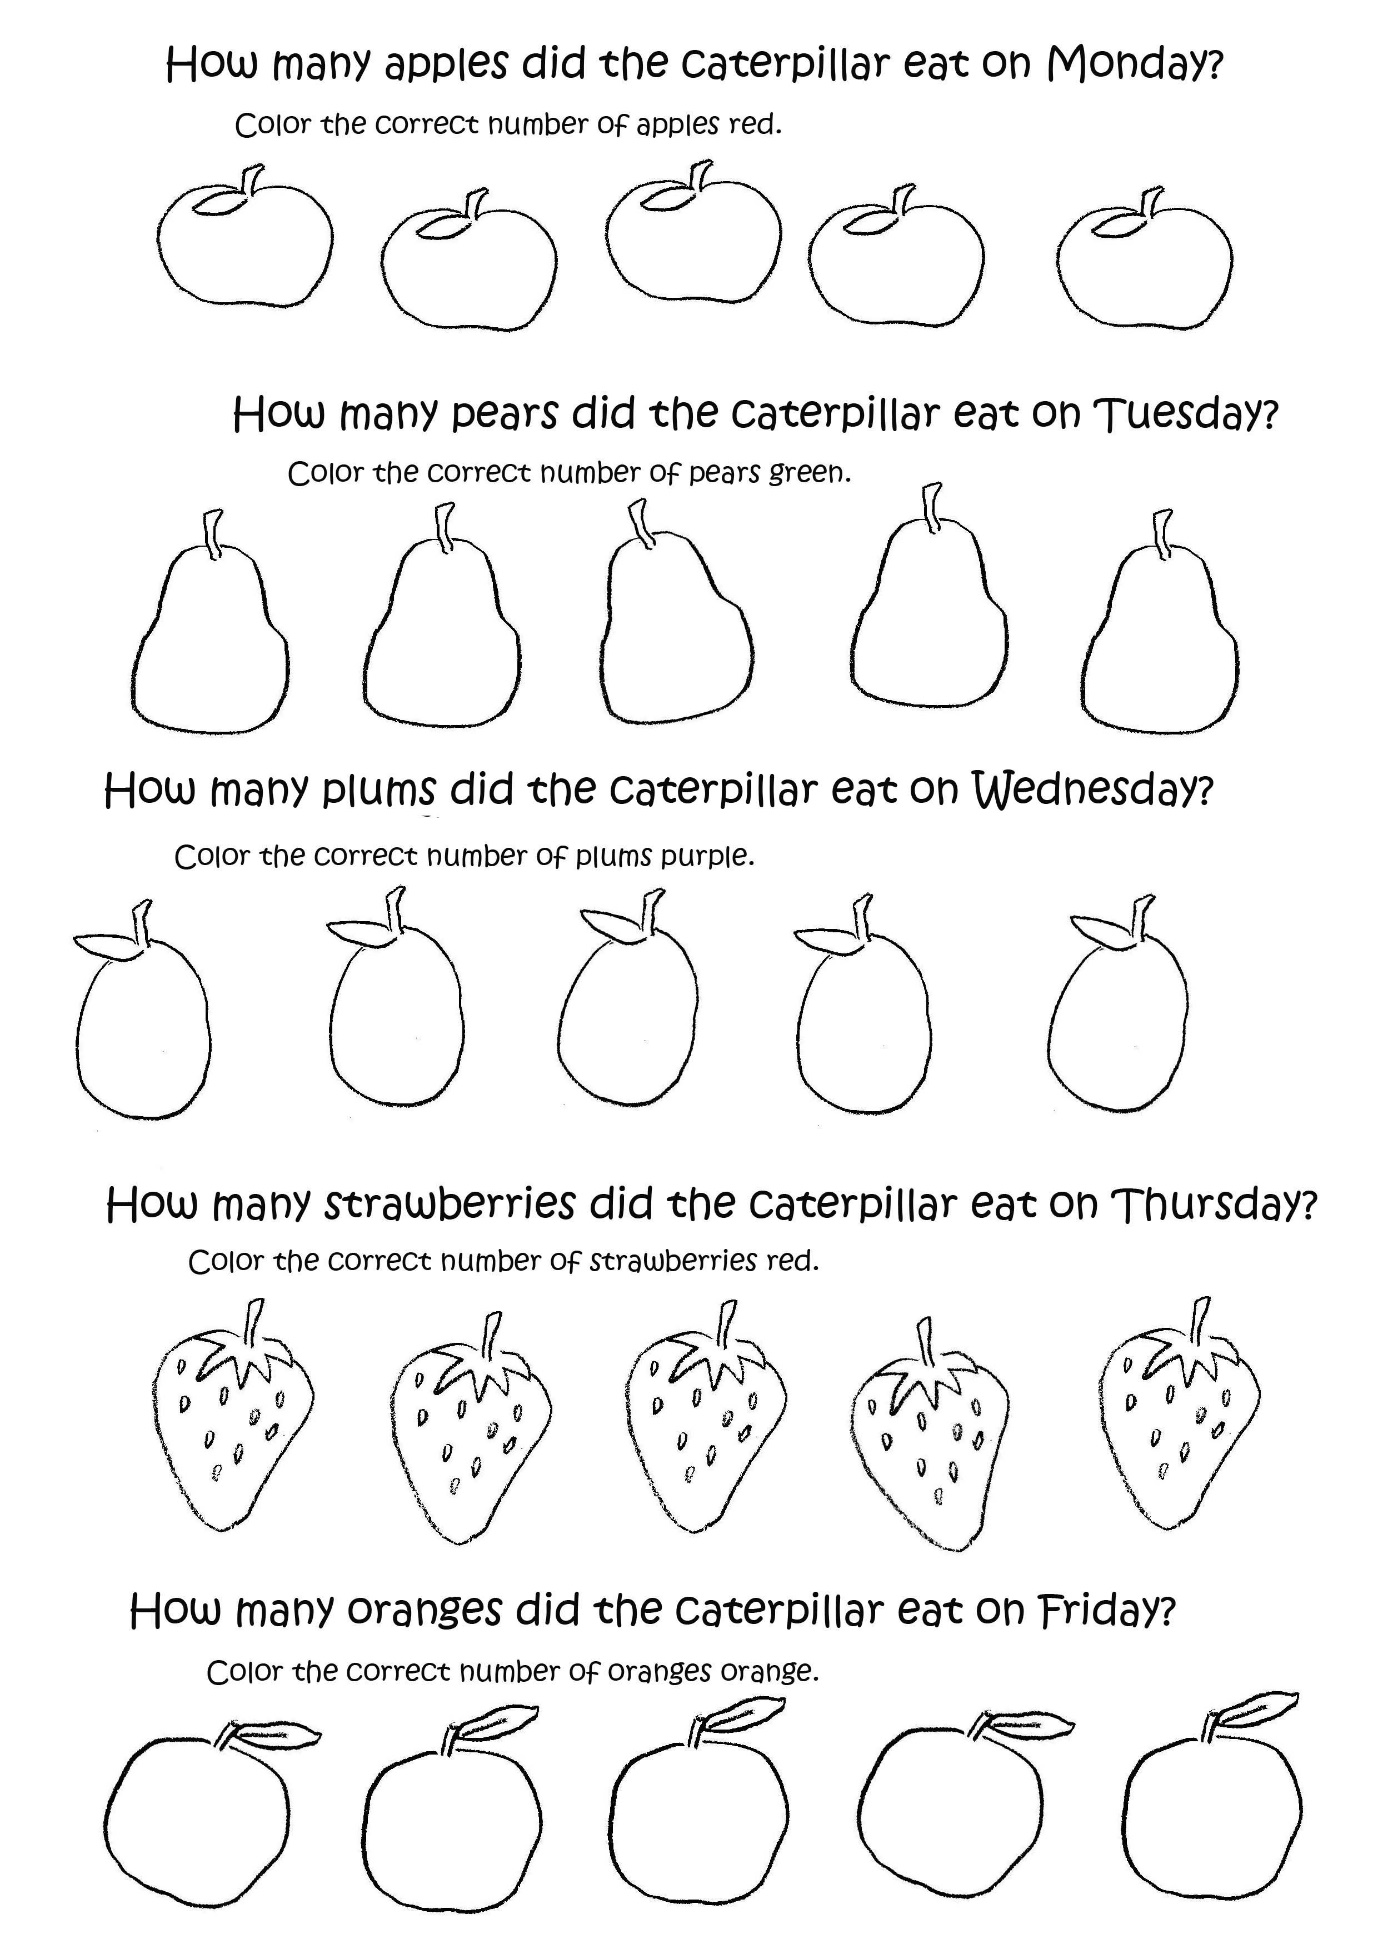 How many apples did the caterpillar eat on Monday?
Color the correct number of apples red.
How many pears did the caterpillar eat on Tuesday?
Color the correct number of pears green.
How many plums did the caterpillar eat on Wednesday?
Color the correct number of plums purple.
How many strawberries did the caterpillar eat on Thursday?
Color the correct number of strawberries red.
How many oranges did the caterpillar eat on Friday?
Color the correct number of oranges orange.